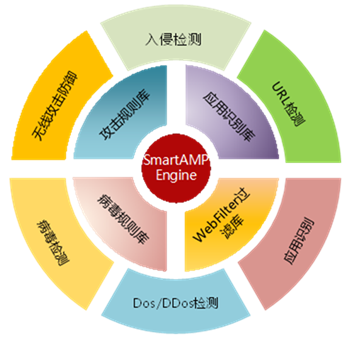 入侵检测
无线攻击防御
URL检测
攻击规则库
应用识别库
SmartAMP
Engine
病毒规则库
WebFilter过
滤库
病毒检测
应用识别
Dos/DDos检测